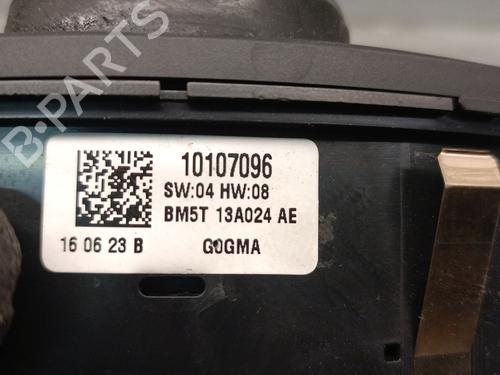 B-PARTS
10107096
SW:04 HW:08
BM5T 13A024 AE
16 06 23 B G0GMA